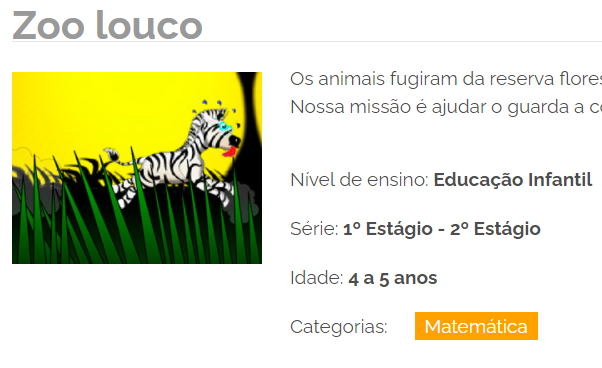 Zoo louco
Os animais fugiram da reserva
Nossa missão é ajudar o guarda a
Nível de ensino: Educação Infantil
Série: 1º Estágio - 2º Estágio
Idade: 4 a 5 anos
Categorias: Matemática